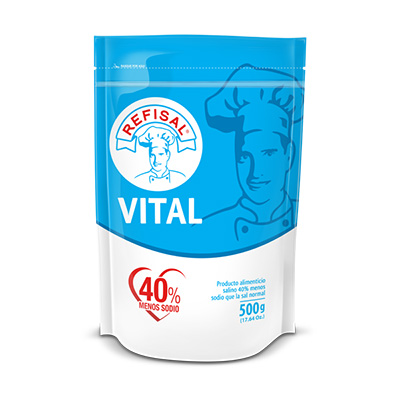 REFISAL®
VITAL
40%
MENOS SODIO
Producto alimenticio
salino 40% menos
sodio que la sal normal
500g
(17.64 Oz.)